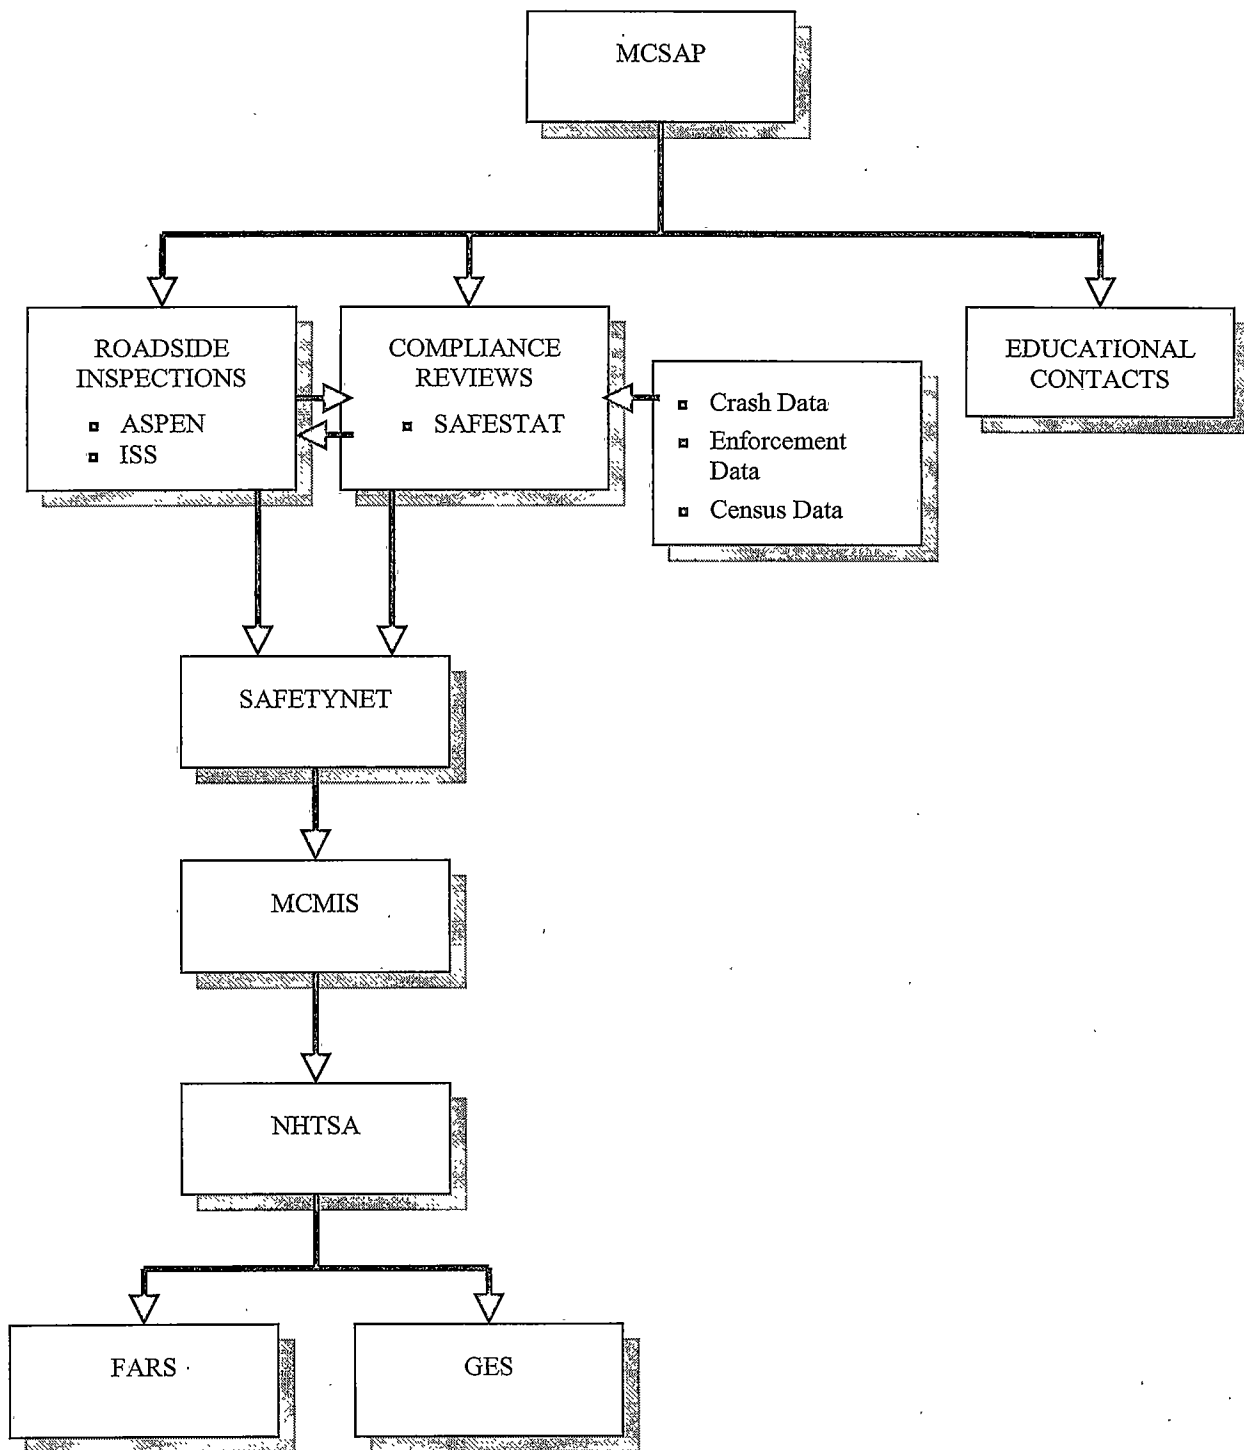 MCSAP
ROADSIDE
INSPECTIONS
ASPEN
ISS
COMPLIANCE
REVIEWS
SAFESTAT
Crash Data
Enforcement
Data
Census Data
EDUCATIONAL
CONTACTS
SAFETYNET
MCMIS
NHTSA
FARS
GES